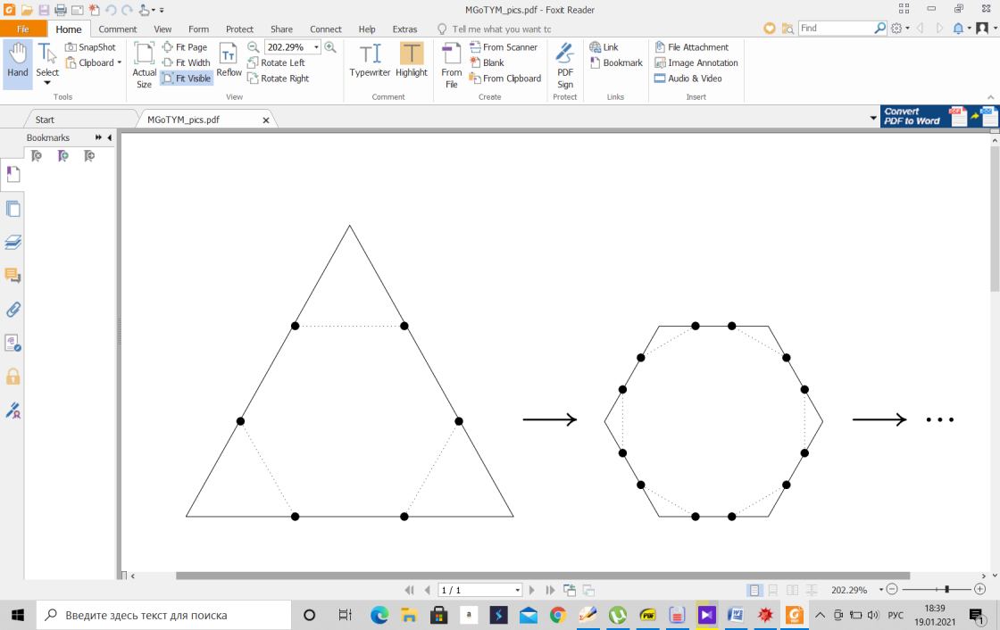 MGoTYM_pics.pdf - Foxit Reader
File Home Comment View Form Protect Share Connect Help Extras Tell me what you want tc Find
Hand
Select
Tools
SnapShot
Clipboard
Actual Size
Fit Page
Fit Width
Fit Visible
Reflow
202.29%
Rotate Left
Rotate Right
View
Typewriter
Highlight
Comment
From File
From Scanner
Blank
From Clipboard
Create
PDF Sign
Protect
Link
Bookmark
Links
File Attachment
Image Annotation
Audio & Video
Insert
Start
MGoTYM_pics.pdf
Convert
PDF to Word
Bookmarks
1 / 1
202.29%
Введите здесь текст для поиска
РУС
18:39
19.01.2021
1